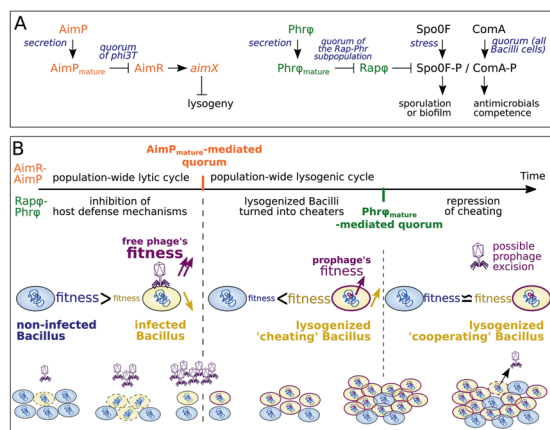 A
AimP
secretion
quorum
of phi3T
AimPmature
AimR
aimX
lysogeny
Phrφ
secretion
quorum of
the Rap-Phr
subpopulation
Phrφmature
Rapφ
Spo0F
ComA
stress
quorum (all
Bacilli cells)
Spo0F-P / ComA-P
sporulation
or biofilm
antimicrobials
competence
B
AimPmature-mediated
quorum
AimR-
AimP
population-wide lytic cycle
population-wide lysogenic cycle
Time
Rapφ-
Phrφ
inhibition of
host defense mechanisms
lysogenized Bacilli
turned into cheaters
Phrφmature
-mediated quorum
repression
of cheating
free phage's
fitness
prophage's
fitness
possible
prophage
excision
fitness > fitness
fitness < fitness
fitness ≃ fitness
non-infected
Bacillus
infected
Bacillus
lysogenized
'cheating' Bacillus
lysogenized
'cooperating' Bacillus